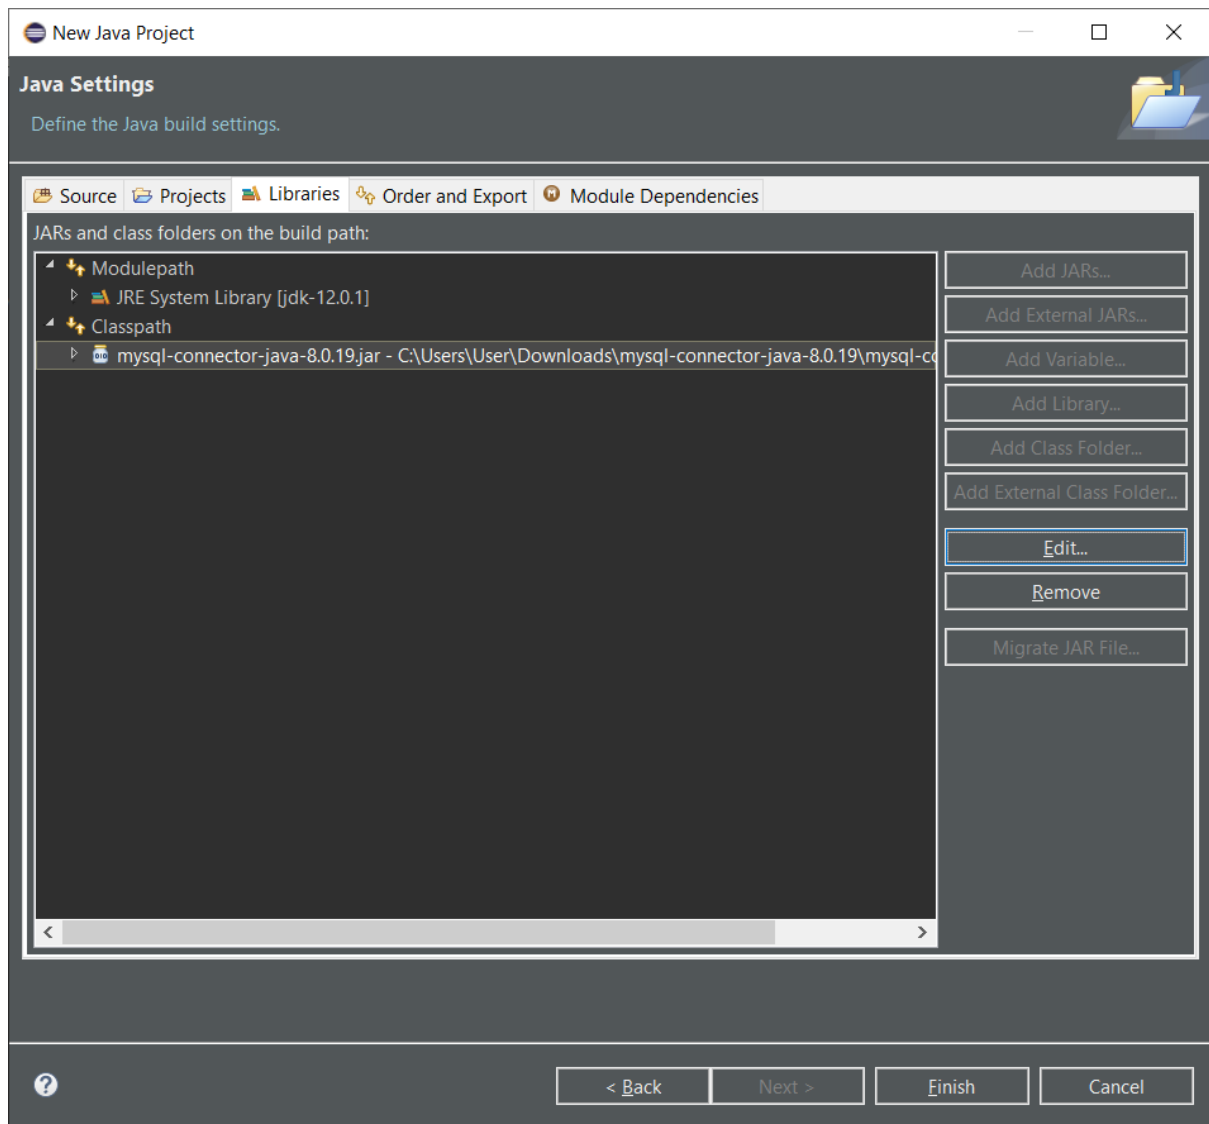 New Java Project
Java Settings
Define the Java build settings.
Source Projects Libraries Order and Export Module Dependencies
JARs and class folders on the build path:
Modulepath
JRE System Library [jdk-12.0.1]
Classpath
mysql-connector-java-8.0.19.jar - C:\Users\User\Downloads\mysql-connector-java-8.0.19\mysql-co
Add JARs...
Add External JARs...
Add Variable...
Add Library...
Add Class Folder...
Add External Class Folder...
Edit...
Remove
Migrate JAR File...
< Back Next > Finish Cancel